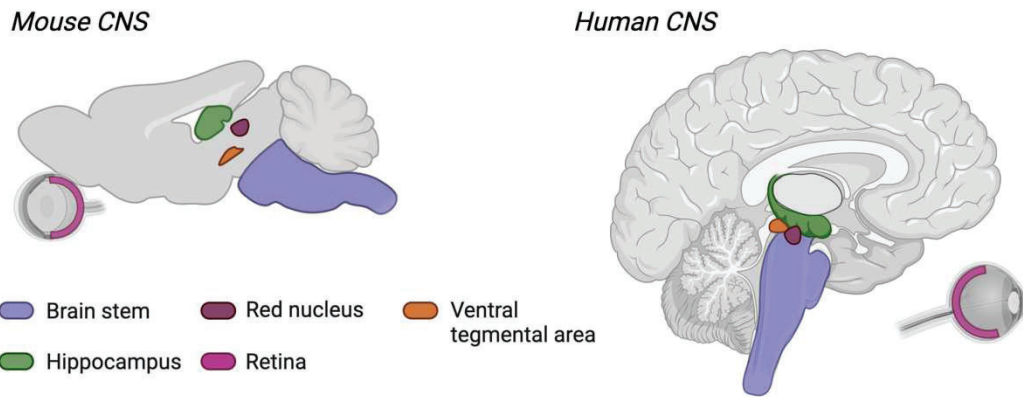 Mouse CNS
Human CNS
Brain stem
Red nucleus
Ventral
tegmental area
Hippocampus
Retina